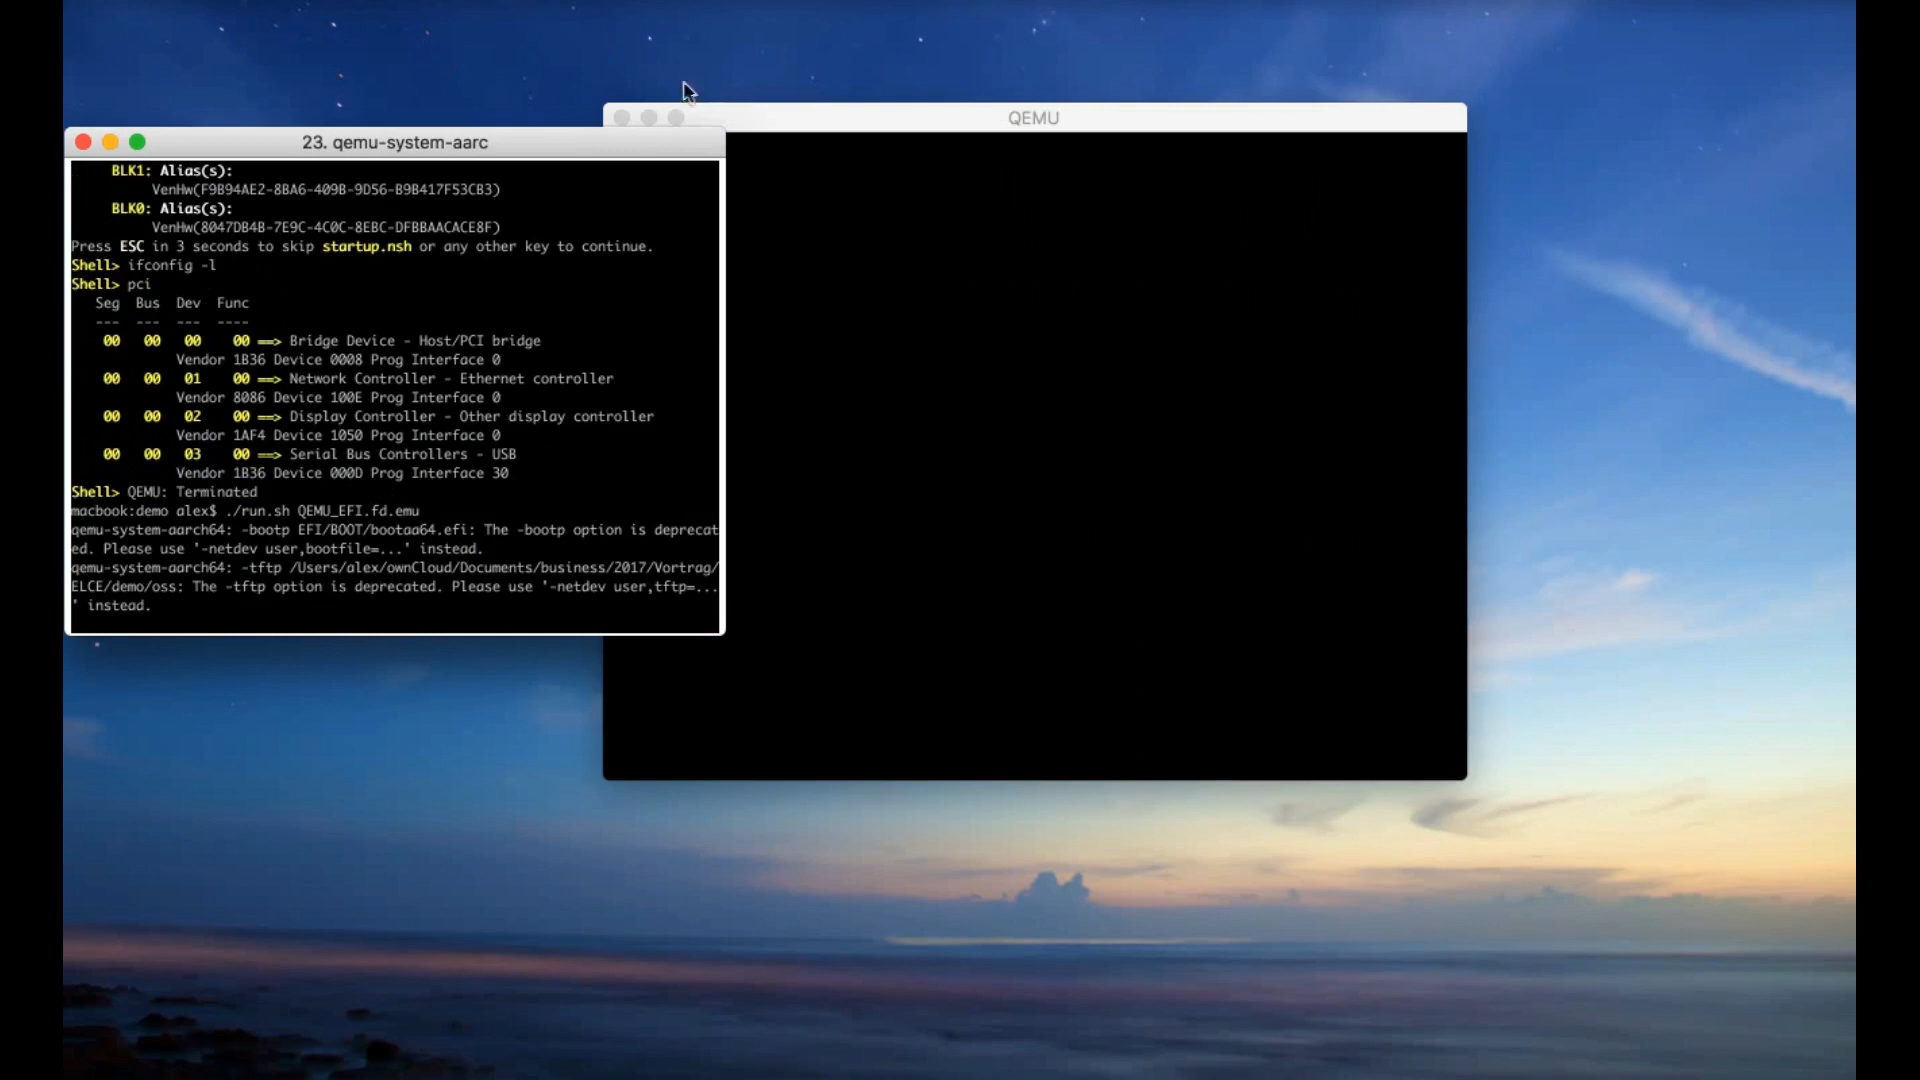 QEMU
23. qemu-system-aarc
BLK1: Alias(s):
VenHw(F9B94AE2-8BA6-409B-9D56-B9B417F53CB3)
BLK0: Alias(s):
VenHw(8047DB4B-7E9C-4C0C-8EBC-DFBBAACACE8F)
Press ESC in 3 seconds to skip startup.nsh or any other key to continue.
Shell> ifconfig -l
Shell> pci
Seg Bus Dev Func
--- --- --- ----
00 00 00 00 ==> Bridge Device - Host/PCI bridge
Vendor 1B36 Device 0008 Prog Interface 0
00 00 01 00 ==> Network Controller - Ethernet controller
Vendor 8086 Device 100E Prog Interface 0
00 00 02 00 ==> Display Controller - Other display controller
Vendor 1AF4 Device 1050 Prog Interface 0
00 00 03 00 ==> Serial Bus Controllers - USB
Vendor 1B36 Device 000D Prog Interface 30
Shell> QEMU: Terminated
macbook:demo alex$ ./run.sh QEMU_EFI.fd.emu
qemu-system-aarch64: -bootp EFI/BOOT/bootaa64.efi: The -bootp option is deprecat
ed. Please use '-netdev user,bootfile=...' instead.
qemu-system-aarch64: -tftp /Users/alex/ownCloud/Documents/business/2017/Vortrag/
ELCE/demo/oss: The -tftp option is deprecated. Please use '-netdev user,tftp=...
' instead.